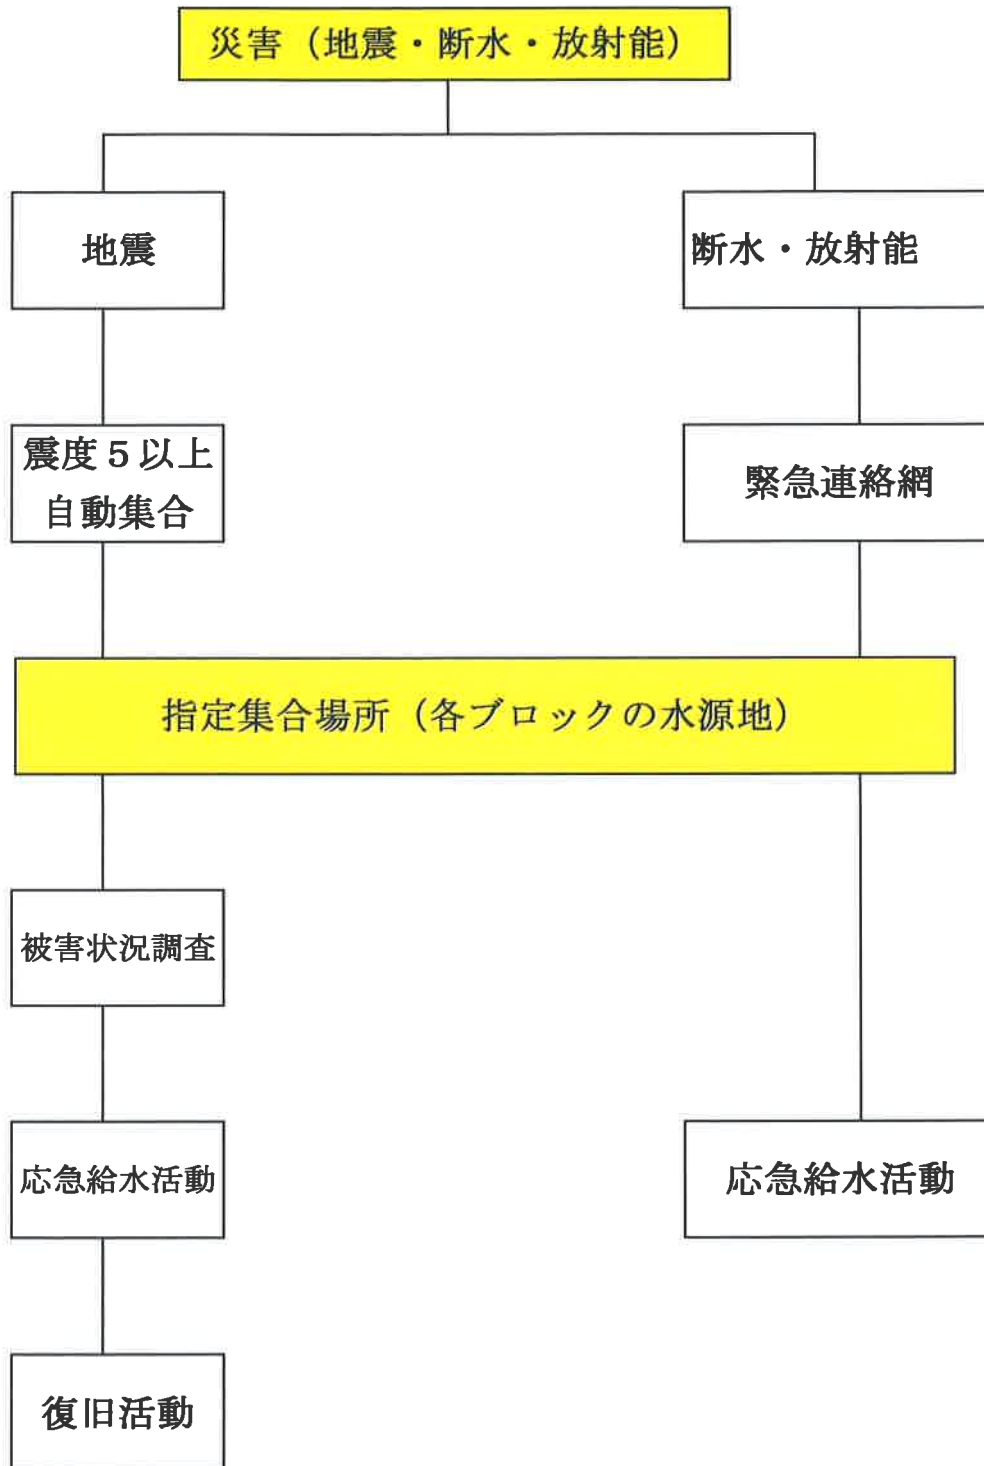 災害（地震・断水・放射能）
地震
断水・放射能
震度５以上
自動集合
緊急連絡網
指定集合場所（各ブロックの水源地）
被害状況調査
応急給水活動
応急給水活動
復旧活動